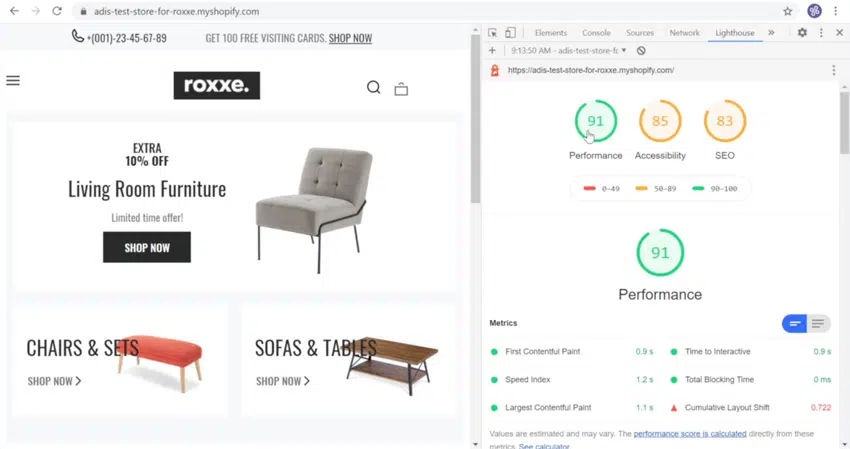 adis-test-store-for-roxxe.myshopify.com
+(001)-23-45-67-89 GET 100 FREE VISITING CARDS. SHOP NOW
roxxe.
EXTRA
10% OFF
Living Room Furniture
Limited time offer!
SHOP NOW
CHAIRS & SETS
SHOP NOW
SOFAS & TABLES
SHOP NOW
Elements Console Sources Network Lighthouse »
9:13:50 AM - adis-test-store-fo
https://adis-test-store-for-roxxe.myshopify.com/
91 85 83
Performance Accessibility SEO
0–49 50–89 90–100
91
Performance
Metrics
First Contentful Paint 0.9 s Time to Interactive 0.9 s
Speed Index 1.2 s Total Blocking Time 0 ms
Largest Contentful Paint 1.1 s Cumulative Layout Shift 0.722
Values are estimated and may vary. The performance score is calculated directly from these
metrics. See calculator.